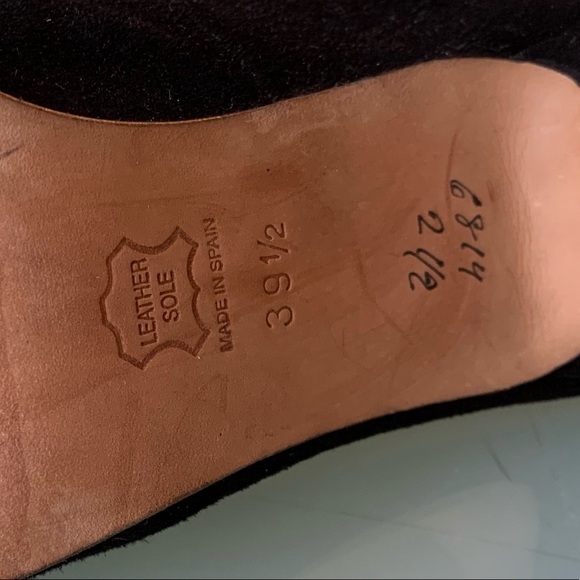 LEATHER
SOLE
MADE IN SPAIN
39 1/2
6814
2 1/2